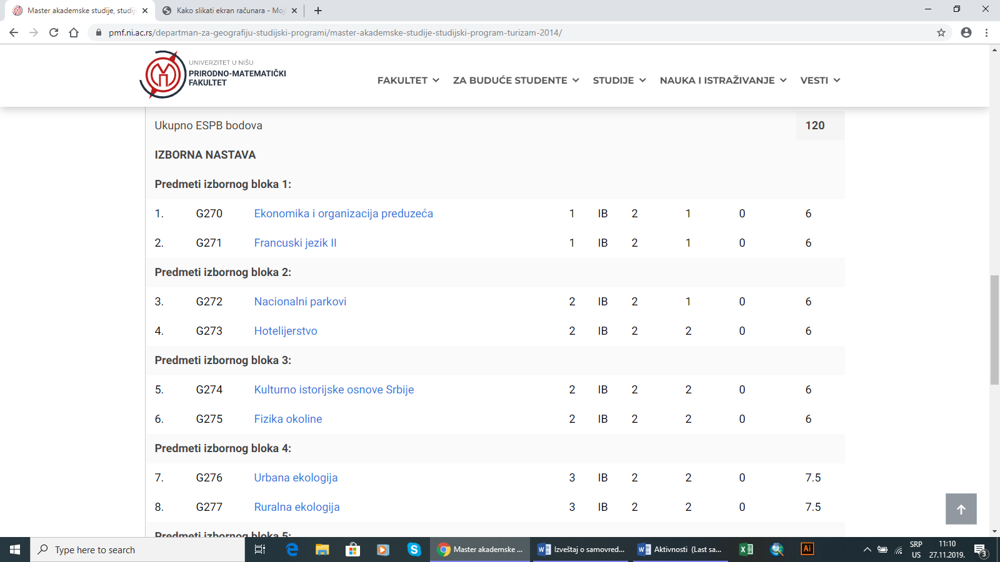 Master akademske studije, studij
Kako slikati ekran računara - Moj
pmf.ni.ac.rs/departman-za-geografiju-studijski-programi/master-akademske-studije-studijski-program-turizam-2014/
UNIVERZITET U NIŠU
PRIRODNO-MATEMATIČKI
FAKULTET
FAKULTET ZA BUDUĆE STUDENTE STUDIJE NAUKA I ISTRAŽIVANJE VESTI
Ukupno ESPB bodova 120
IZBORNA NASTAVA
Predmeti izbornog bloka 1:
1. G270 Ekonomika i organizacija preduzeća 1 IB 2 1 0 6
2. G271 Francuski jezik II 1 IB 2 1 0 6
Predmeti izbornog bloka 2:
3. G272 Nacionalni parkovi 2 IB 2 1 0 6
4. G273 Hotelijerstvo 2 IB 2 2 0 6
Predmeti izbornog bloka 3:
5. G274 Kulturno istorijske osnove Srbije 2 IB 2 2 0 6
6. G275 Fizika okoline 2 IB 2 2 0 6
Predmeti izbornog bloka 4:
7. G276 Urbana ekologija 3 IB 2 2 0 7.5
8. G277 Ruralna ekologija 3 IB 2 2 0 7.5
Predmeti izbornog bloka 5:
Type here to search
Master akademske ...
Izveštaj o samovred...
Aktivnosti (Last sa...
Ai
SRP
US
11:10
27.11.2019.
3